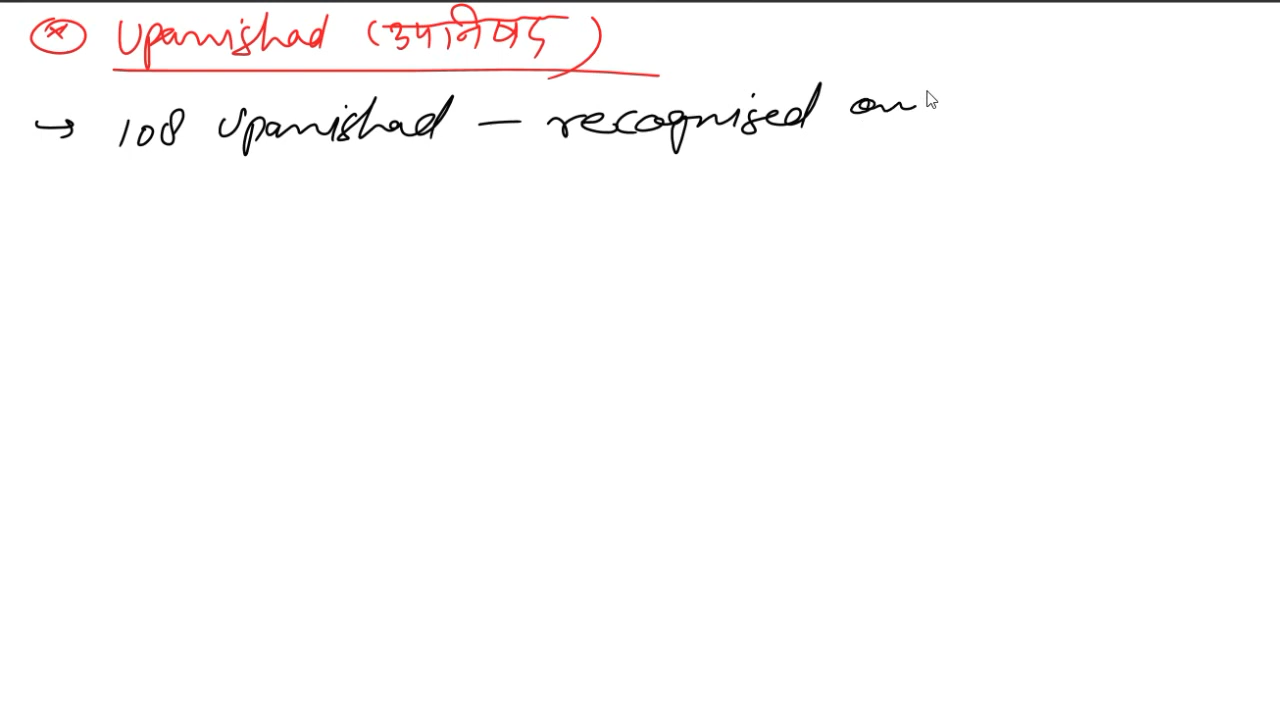 * Upanishad (उपनिषद)
→ 108 Upanishad — recognised on